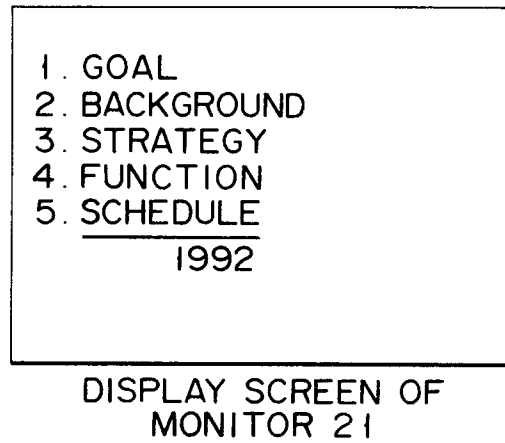 1. GOAL
2. BACKGROUND
3. STRATEGY
4. FUNCTION
5. SCHEDULE
1992
DISPLAY SCREEN OF
MONITOR 21